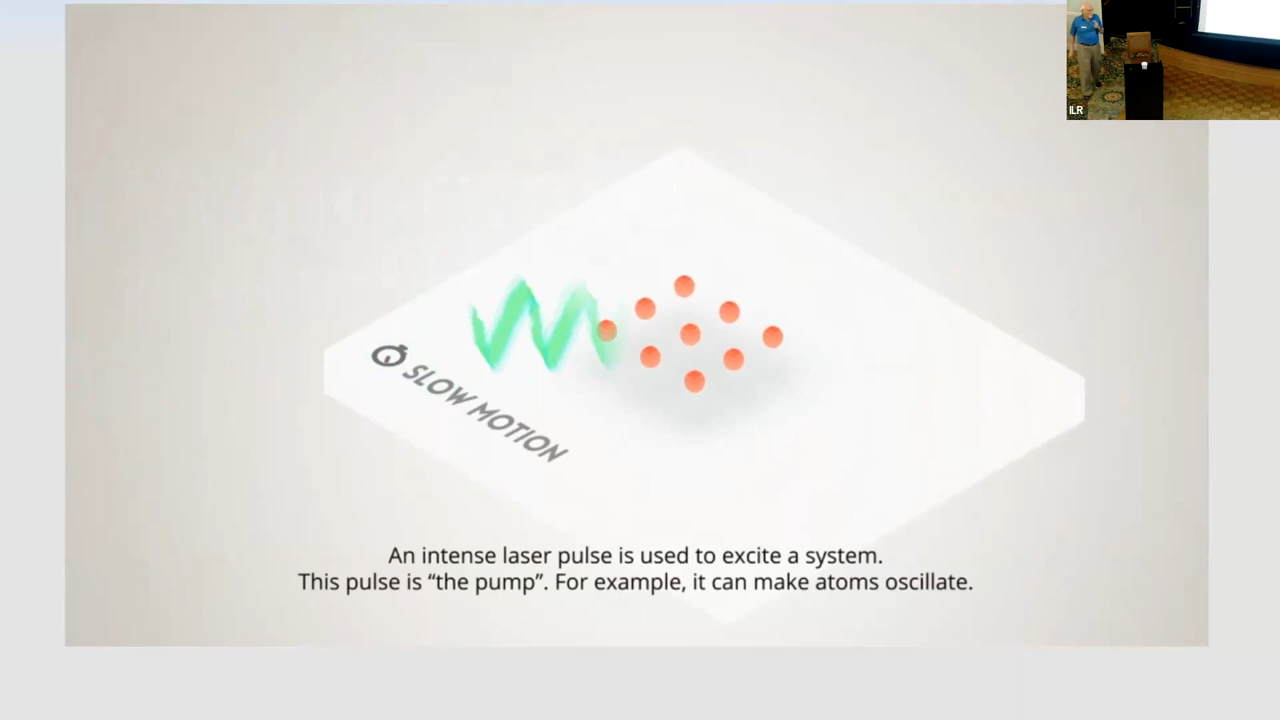 ILR
SLOW MOTION
An intense laser pulse is used to excite a system.
This pulse is “the pump”. For example, it can make atoms oscillate.